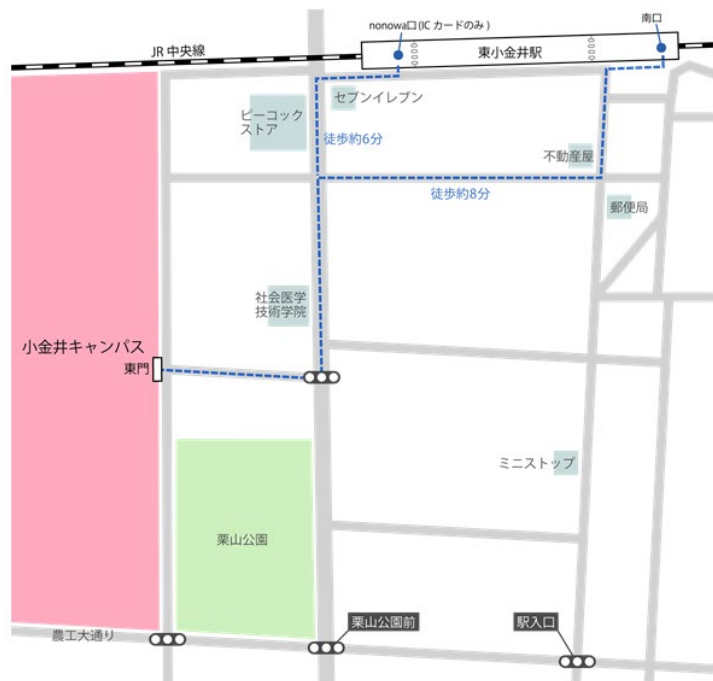 nonowa口(IC カードのみ)
南口
JR 中央線
東小金井駅
セブンイレブン
ピーコック
ストア
徒歩約6分
不動産屋
徒歩約8分
郵便局
社会医学
技術学院
小金井キャンパス
東門
ミニストップ
栗山公園
農工大通り
栗山公園前
駅入口